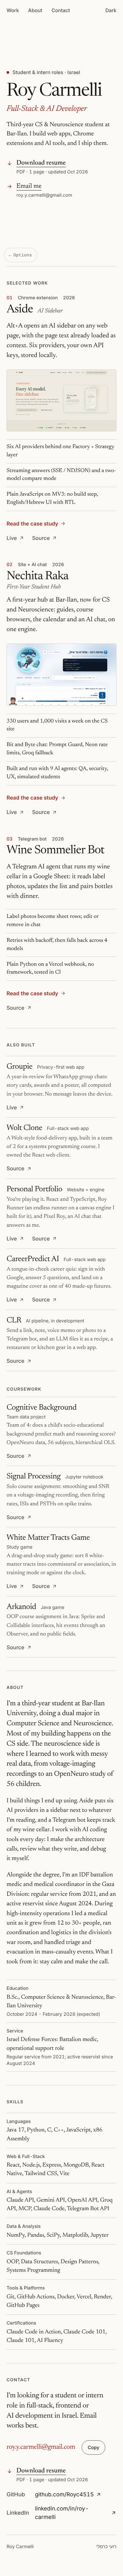 Work About Contact Dark
Student & intern roles · Israel
Roy Carmelli
Full-Stack & AI Developer
Third-year CS & Neuroscience student at
Bar-Ilan. I build web apps, Chrome
extensions and AI tools, and I ship them.
↓ Download resume
PDF · 1 page · updated Oct 2026
→ Email me
roy.y.carmelli@gmail.com
SELECTED WORK
01 Chrome extension 2026
Aside AI Sidebar
Alt+A opens an AI sidebar on any web
page, with the page text already loaded as
context. Six providers, your own API
keys, stored locally.
Six AI providers behind one Factory + Strategy
layer
Streaming answers (SSE / NDJSON) and a two-
model compare mode
Plain JavaScript on MV3: no build step,
English/Hebrew UI with RTL
Read the case study →
Live ↗ Source ↗
02 Site + AI chat 2026
Nechita Raka
First-Year Student Hub
A first-year hub at Bar-Ilan, now for CS
and Neuroscience: guides, course
browser, the calendar and an AI chat, on
one engine.
330 users and 1,000 visits a week on the CS
site
Bit and Byte chat: Prompt Guard, Neon rate
limits, Groq fallback
Built and run with 9 AI agents: QA, security,
UX, simulated students
Read the case study →
Live ↗ Source ↗
03 Telegram bot 2026
Wine Sommelier Bot
A Telegram AI agent that runs my wine
cellar in a Google Sheet: it reads label
photos, updates the list and pairs bottles
with dinner.
Label photos become sheet rows; edit or
remove in chat
Retries with backoff, then falls back across 4
models
Plain Python on a Vercel webhook, no
framework, tested in CI
Read the case study →
Source ↗
ALSO BUILT
Groupie Privacy-first web app
A year-in-review for WhatsApp group chats:
story cards, awards and a poster, all computed
in your browser. No message leaves the device.
Live ↗
Wolt Clone Full-stack web app
A Wolt-style food-delivery app, built in a team
of 2 for a systems programming course. I
owned the React web client.
Source ↗
Personal Portfolio Website + engine
You're playing it. React and TypeScript, Roy
Runner (an endless runner on a canvas engine I
built for it), and Pixel Roy, an AI chat that
answers as me.
Live ↗ Source ↗
CareerPredict AI Full-stack web app
A tongue-in-cheek career quiz: sign in with
Google, answer 5 questions, and land on a
magazine cover as one of 40 made-up futures.
Live ↗ Source ↗
CLR AI pipeline, in development
Send a link, note, voice memo or photo to a
Telegram bot, and an LLM files it as a recipe, a
restaurant or kitchen gear in a web app.
Source ↗
COURSEWORK
Cognitive Background
Team data project
Team of 4: does a child's socio-educational
background predict math and reasoning scores?
OpenNeuro data, 56 subjects, hierarchical OLS.
Source ↗
Signal Processing Jupyter notebook
Solo course assignment: smoothing and SNR
on a voltage-imaging recording, then firing
rates, ISIs and PSTHs on spike trains.
Source ↗
White Matter Tracts Game
Study game
A drag-and-drop study game: sort 8 white-
matter tracts into commissural or association, in
training mode or against the clock.
Live ↗ Source ↗
Arkanoid Java game
OOP course assignment in Java: Sprite and
Collidable interfaces, hit events through an
Observer, and no public fields.
Source ↗
ABOUT
I'm a third-year student at Bar-Ilan
University, doing a dual major in
Computer Science and Neuroscience.
Most of my building happens on the
CS side. The neuroscience side is
where I learned to work with messy
real data, from voltage-imaging
recordings to an OpenNeuro study of
56 children.
I build things I end up using. Aside puts six
AI providers in a sidebar next to whatever
I'm reading, and a Telegram bot keeps track
of my wine cellar. I work with AI coding
tools every day: I make the architecture
calls, review what they write, and debug
it myself.
Alongside the degree, I'm an IDF battalion
medic and medical coordinator in the Gaza
Division: regular service from 2021, and an
active reservist since August 2024. During
high-intensity operations I led a medical
unit as it grew from 12 to 30+ people, ran
coordination and logistics in the division's
war room, and handled triage and
evacuation in mass-casualty events. What I
took from it: stay calm and make the call.
Education
B.Sc., Computer Science & Neuroscience, Bar-
Ilan University
October 2024 – February 2028 (expected)
Service
Israel Defense Forces: Battalion medic,
operational support role
Regular service from 2021; active reservist since
August 2024
SKILLS
Languages
Java 17, Python, C, C++, JavaScript, x86
Assembly
Web & Full-Stack
React, Node.js, Express, MongoDB, React
Native, Tailwind CSS, Vite
AI & Agents
Claude API, Gemini API, OpenAI API, Groq
API, MCP, Claude Code, Telegram Bot API
Data & Analysis
NumPy, Pandas, SciPy, Matplotlib, Jupyter
CS Foundations
OOP, Data Structures, Design Patterns,
Systems Programming
Tools & Platforms
Git, GitHub Actions, Docker, Vercel, Render,
GitHub Pages
Certifications
Claude Code in Action, Claude Code 101,
Claude 101, AI Fluency
CONTACT
I'm looking for a student or intern
role in full-stack, frontend or
AI development in Israel. Email
works best.
roy.y.carmelli@gmail.com Copy
↓ Download resume
PDF · 1 page · updated Oct 2026
GitHub github.com/Royc4515 ↗
LinkedIn linkedin.com/in/roy-
carmelli ↗
Roy Carmelli רועי כרמלי